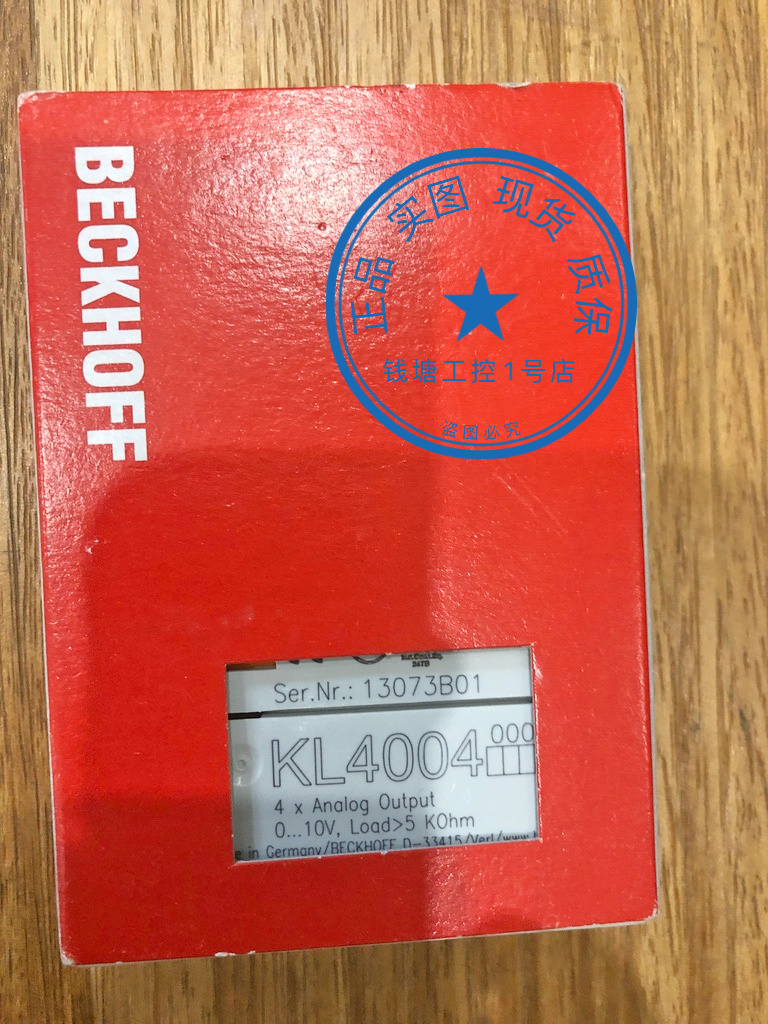 BECKHOFF
正品 实图 现货 质保
钱塘工控1号店
盗图必究
Ser.Nr.: 13073B01
KL4004
000
4 x Analog Output
0...10V, Load>5 KOhm
e in Germany/BECKHOFF D-33415/Verl/www.